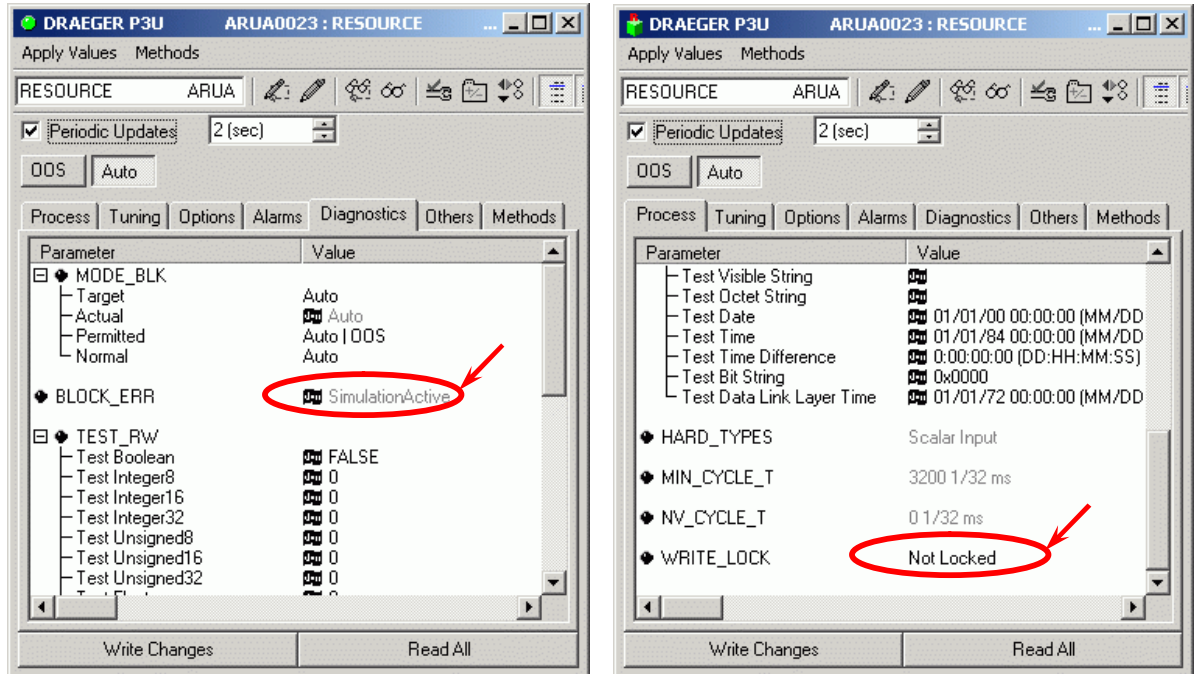 DRAEGER P3U ARUA0023 : RESOURCE ...
Apply Values Methods
RESOURCE ARUA
Periodic Updates 2 (sec)
OOS Auto
Process Tuning Options Alarms Diagnostics Others Methods
Parameter Value
MODE_BLK
Target Auto
Actual Auto
Permitted Auto | OOS
Normal Auto
BLOCK_ERR SimulationActive
TEST_RW
Test Boolean FALSE
Test Integer8 0
Test Integer16 0
Test Integer32 0
Test Unsigned8 0
Test Unsigned16 0
Test Unsigned32 0
Write Changes Read All
DRAEGER P3U ARUA0023 : RESOURCE ...
Apply Values Methods
RESOURCE ARUA
Periodic Updates 2 (sec)
OOS Auto
Process Tuning Options Alarms Diagnostics Others Methods
Parameter Value
Test Visible String
Test Octet String
Test Date 01/01/00 00:00:00 (MM/DD
Test Time 01/01/84 00:00:00 (MM/DD
Test Time Difference 0:00:00:00 (DD:HH:MM:SS)
Test Bit String 0x0000
Test Data Link Layer Time 01/01/72 00:00:00 (MM/DD
HARD_TYPES Scalar Input
MIN_CYCLE_T 3200 1/32 ms
NV_CYCLE_T 0 1/32 ms
WRITE_LOCK Not Locked
Write Changes Read All